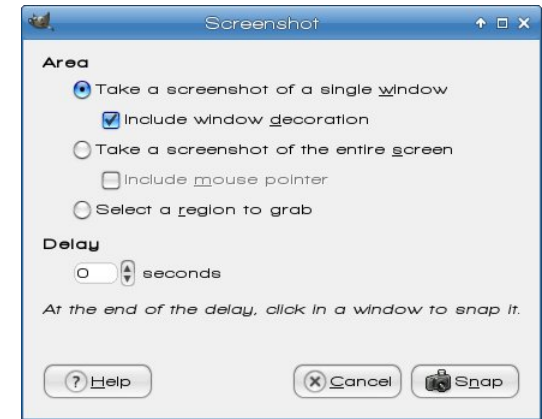 Screenshot
Area
Take a screenshot of a single window
Include window decoration
Take a screenshot of the entire screen
Include mouse pointer
Select a region to grab
Delay
0 seconds
At the end of the delay, click in a window to snap it.
Help Cancel Snap